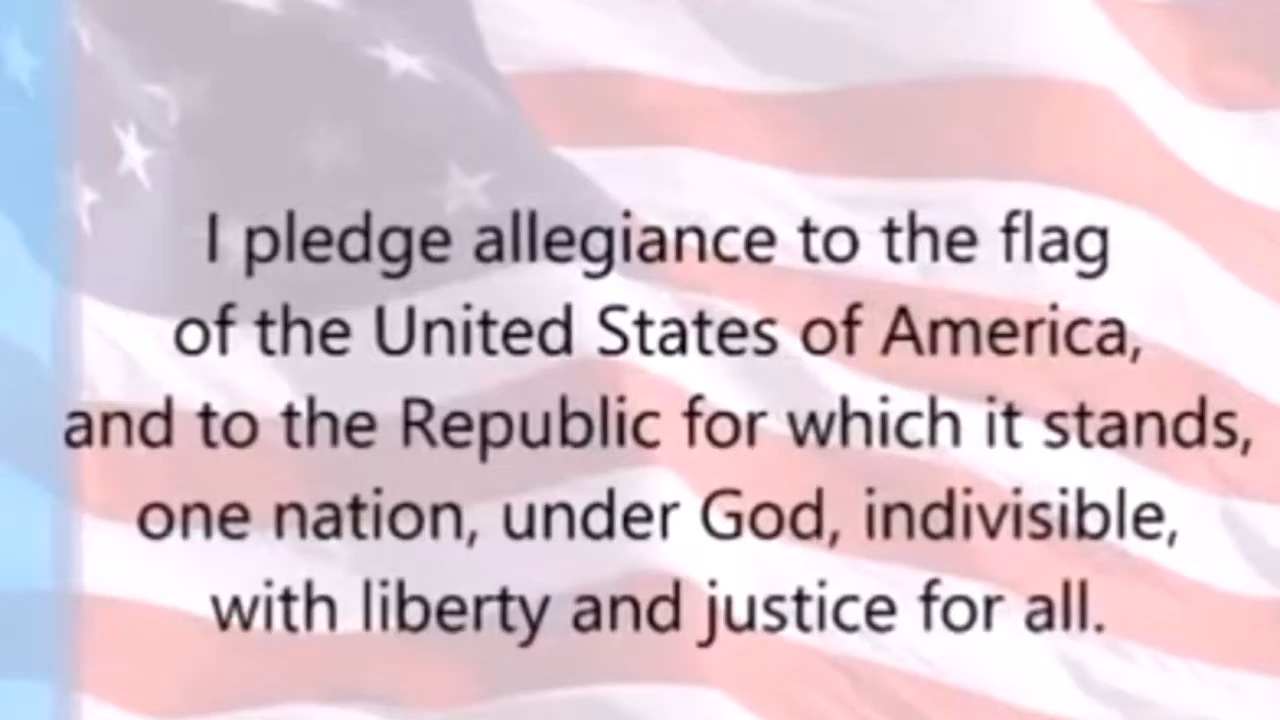 I pledge allegiance to the flag
of the United States of America,
and to the Republic for which it stands,
one nation, under God, indivisible,
with liberty and justice for all.